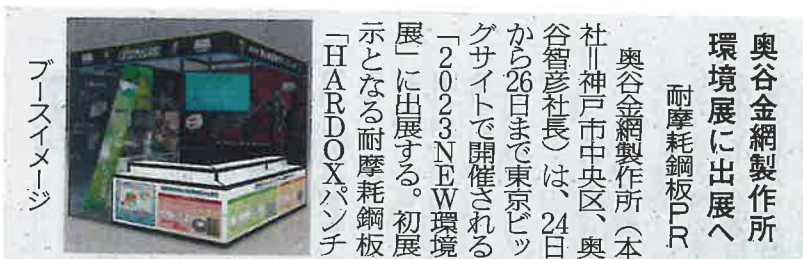 奥谷金網製作所
環境展に出展へ
耐摩耗鋼板PR
奥谷金網製作所(本
社=神戸市中央区、奥
谷智彦社長)は、24日
から26日まで東京ビッ
グサイトで開催される
「2023NEW環境
展」に出展する。初展
示となる耐摩耗鋼板
「HARDOXパンチ
ブースイメージ